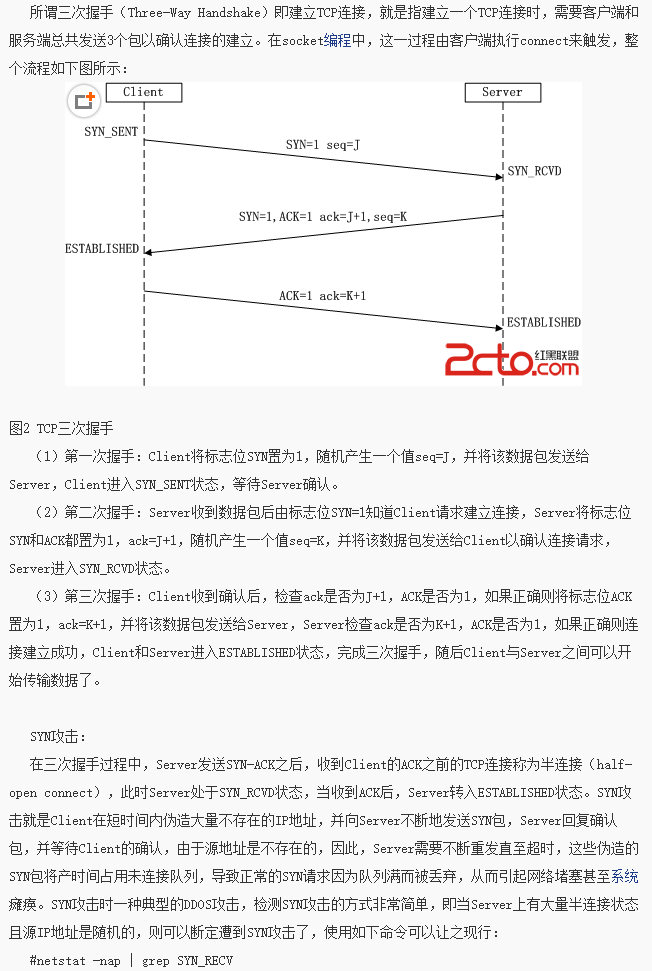 所谓三次握手（Three-Way Handshake）即建立TCP连接，就是指建立一个TCP连接时，需要客户端和
服务端总共发送3个包以确认连接的建立。在socket编程中，这一过程由客户端执行connect来触发，整
个流程如下图所示：
Client
Server
SYN_SENT
SYN=1 seq=J
SYN_RCVD
SYN=1,ACK=1 ack=J+1,seq=K
ESTABLISHED
ACK=1 ack=K+1
ESTABLISHED
2cto.com
红黑联盟
图2 TCP三次握手
（1）第一次握手：Client将标志位SYN置为1，随机产生一个值seq=J，并将该数据包发送给
Server，Client进入SYN_SENT状态，等待Server确认。
（2）第二次握手：Server收到数据包后由标志位SYN=1知道Client请求建立连接，Server将标志位
SYN和ACK都置为1，ack=J+1，随机产生一个值seq=K，并将该数据包发送给Client以确认连接请求，
Server进入SYN_RCVD状态。
（3）第三次握手：Client收到确认后，检查ack是否为J+1，ACK是否为1，如果正确则将标志位ACK
置为1，ack=K+1，并将该数据包发送给Server，Server检查ack是否为K+1，ACK是否为1，如果正确则连
接建立成功，Client和Server进入ESTABLISHED状态，完成三次握手，随后Client与Server之间可以开
始传输数据了。
SYN攻击：
在三次握手过程中，Server发送SYN-ACK之后，收到Client的ACK之前的TCP连接称为半连接（half-
open connect），此时Server处于SYN_RCVD状态，当收到ACK后，Server转入ESTABLISHED状态。SYN攻
击就是Client在短时间内伪造大量不存在的IP地址，并向Server不断地发送SYN包，Server回复确认
包，并等待Client的确认，由于源地址是不存在的，因此，Server需要不断重发直至超时，这些伪造的
SYN包将产时间占用未连接队列，导致正常的SYN请求因为队列满而被丢弃，从而引起网络堵塞甚至系统
瘫痪。SYN攻击时一种典型的DDOS攻击，检测SYN攻击的方式非常简单，即当Server上有大量半连接状态
且源IP地址是随机的，则可以断定遭到SYN攻击了，使用如下命令可以让之现行：
#netstat -nap | grep SYN_RECV